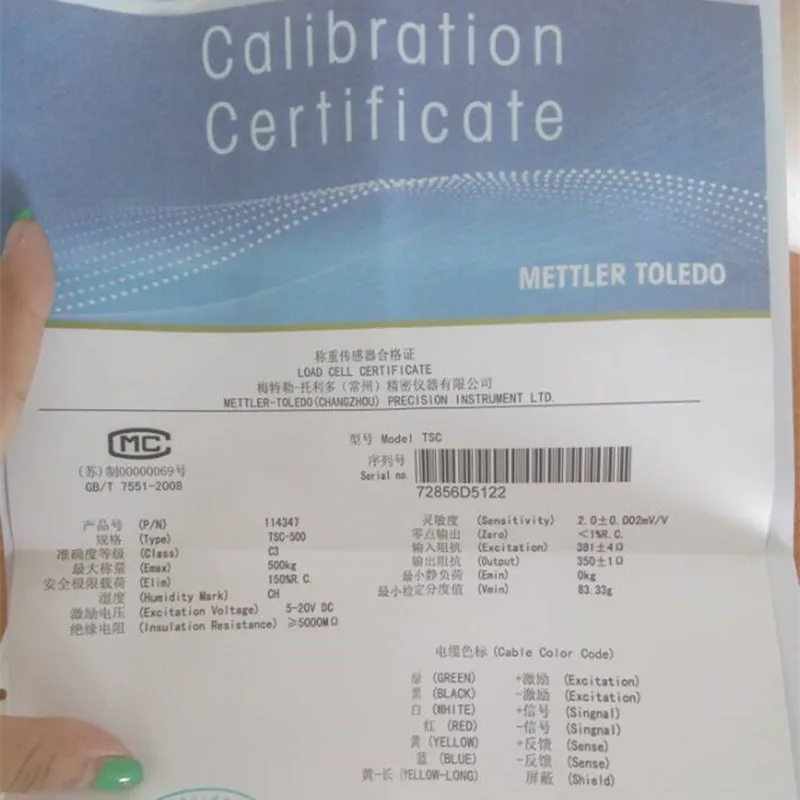 Calibration
Certificate
METTLER TOLEDO
称重传感器合格证
LOAD CELL CERTIFICATE
梅特勒-托利多（常州）精密仪器有限公司
METTLER-TOLEDO(CHANGZHOU) PRECISION INSTRUMENT LTD.
MC
(苏)制00000069号
GB/T 7551-2008
型号 Model TSC
序列号
Serial no.
72856D5122
产品号 (P/N) 114347
规格 (Type) TSC-500
准确度等级 (Class) C3
最大称量 (Emax) 500kg
安全极限载荷 (Elim) 150%R.C.
湿度 (Humidity Mark) CH
激励电压 (Excitation Voltage) 5-20V DC
绝缘电阻 (Insulation Resistance) ≥5000MΩ
灵敏度 (Sensitivity) 2.0±0.002mV/V
零点输出 (Zero) <1%R.C.
输入阻抗 (Excitation) 381±4Ω
输出阻抗 (Output) 350±1Ω
最小静负荷 (Emin) 0kg
最小检定分度值 (Vmin) 83.33g
电缆色标 (Cable Color Code)
绿 (GREEN) +激励 (Excitation)
黑 (BLACK) -激励 (Excitation)
白 (WHITE) +信号 (Singnal)
红 (RED) -信号 (Singnal)
黄 (YELLOW) +反馈 (Sense)
蓝 (BLUE) -反馈 (Sense)
黄-长 (YELLOW-LONG) 屏蔽 (Shield)